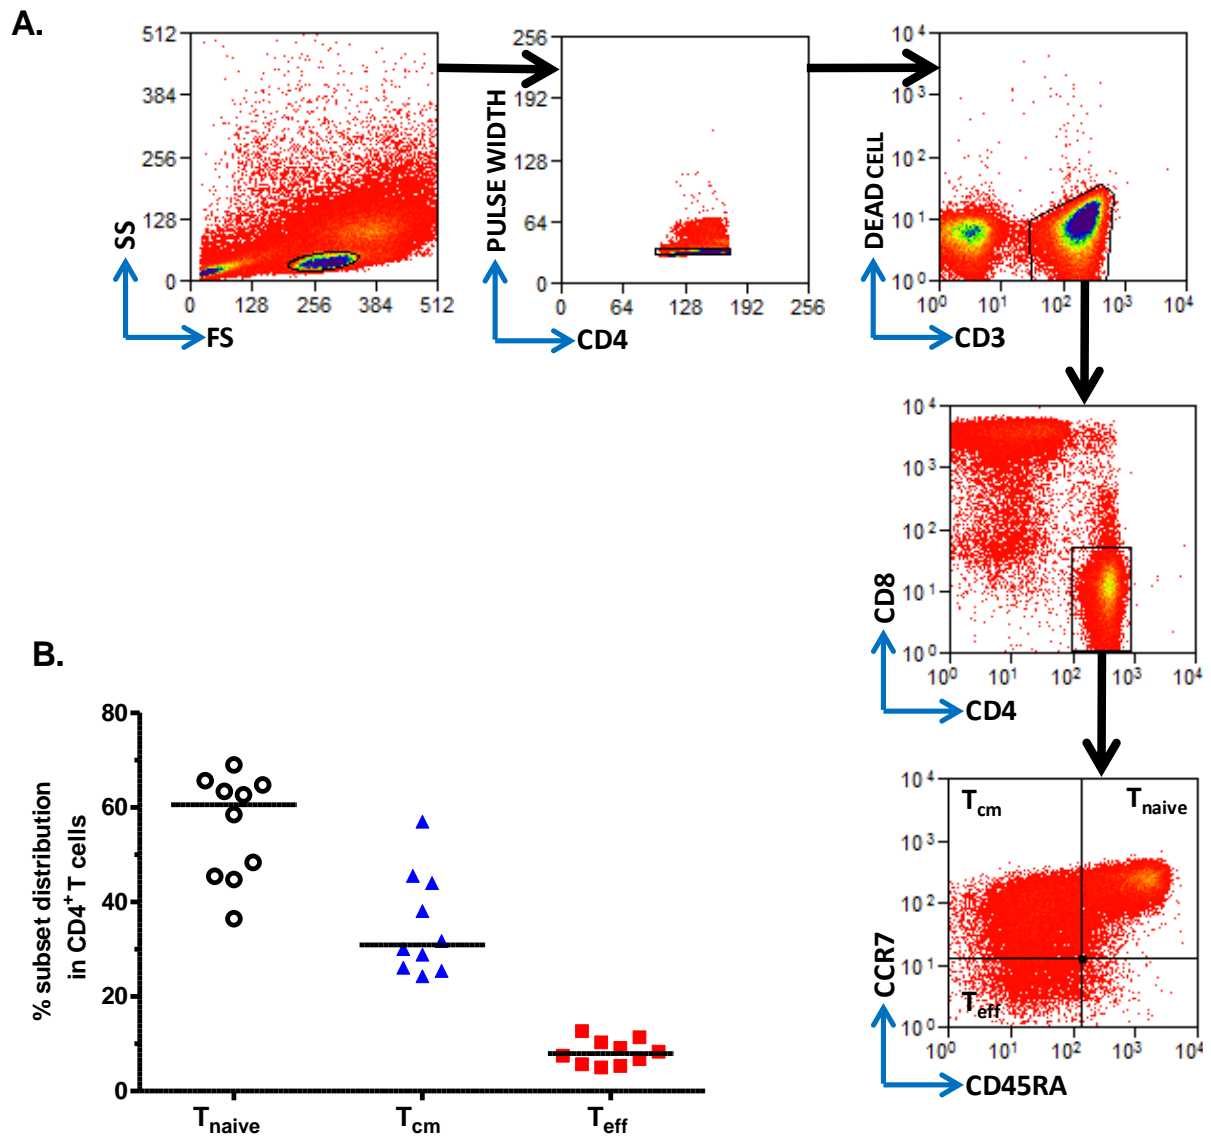 A.
512
384
256
128
0
SS
0 128 256 384 512
FS
256
192
128
64
0
PULSE WIDTH
0 64 128 192 256
CD4
10⁴
10³
10²
10¹
10⁰
DEAD CELL
10⁰ 10¹ 10² 10³ 10⁴
CD3
10⁴
10³
10²
10¹
10⁰
CD8
10⁰ 10¹ 10² 10³ 10⁴
CD4
10⁴
10³
10²
10¹
10⁰
CCR7
Tcm Tnaive
Teff
10⁰ 10¹ 10² 10³ 10⁴
CD45RA
B.
% subset distribution
in CD4⁺T cells
80
60
40
20
0
Tnaive Tcm Teff